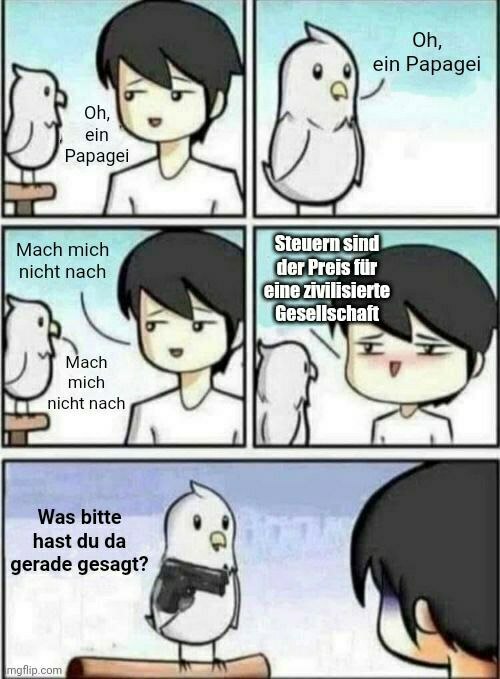 Oh,
ein
Papagei
Oh,
ein Papagei
Mach mich
nicht nach
Mach
mich
nicht nach
Steuern sind
der Preis für
eine zivilisierte
Gesellschaft
Was bitte
hast du da
gerade gesagt?
imgflip.com